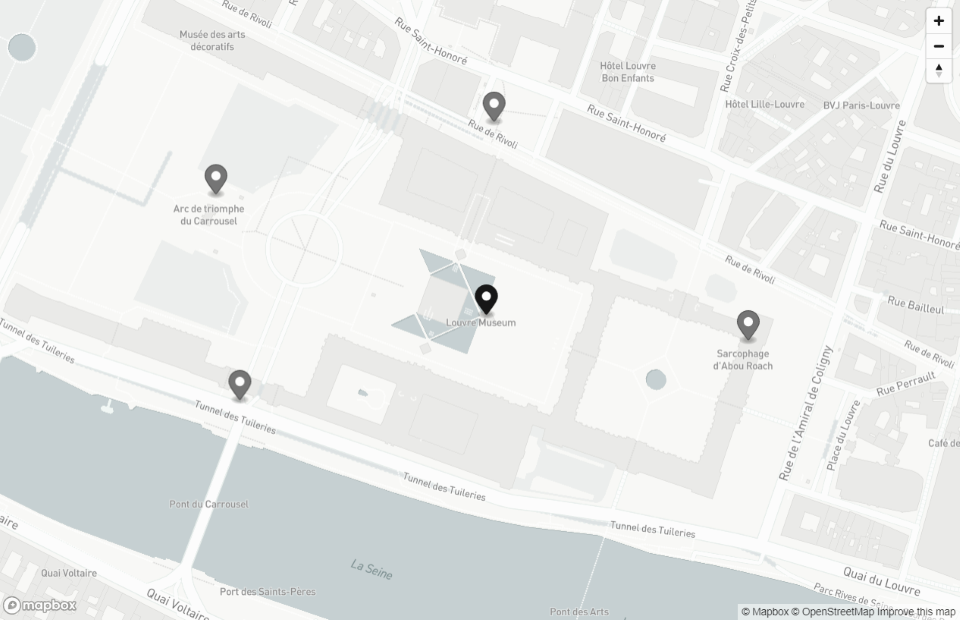 Rue de Rivoli
Musée des arts
décoratifs
Rue Saint-Honoré
Rue Croix-des-Petits
Hôtel Louvre
Bon Enfants
Hôtel Lille-Louvre
BVJ Paris-Louvre
Rue Saint-Honoré
Rue de Rivoli
Rue du Louvre
Arc de triomphe
du Carrousel
Rue Saint-Honoré
Rue de Rivoli
Rue Bailleul
Louvre Museum
Tunnel des Tuileries
Rue de Rivoli
Sarcophage
d'Abou Roach
Rue Perrault
Rue de l'Amiral de Coligny
Place du Louvre
Tunnel des Tuileries
Café de
Tunnel des Tuileries
Pont du Carrousel
Tunnel des Tuileries
Voltaire
La Seine
Quai Voltaire
Quai du Louvre
Port des Saints-Pères
Quai Voltaire
Pont des Arts
Parc Rives de Seine
mapbox
© Mapbox © OpenStreetMap Improve this map